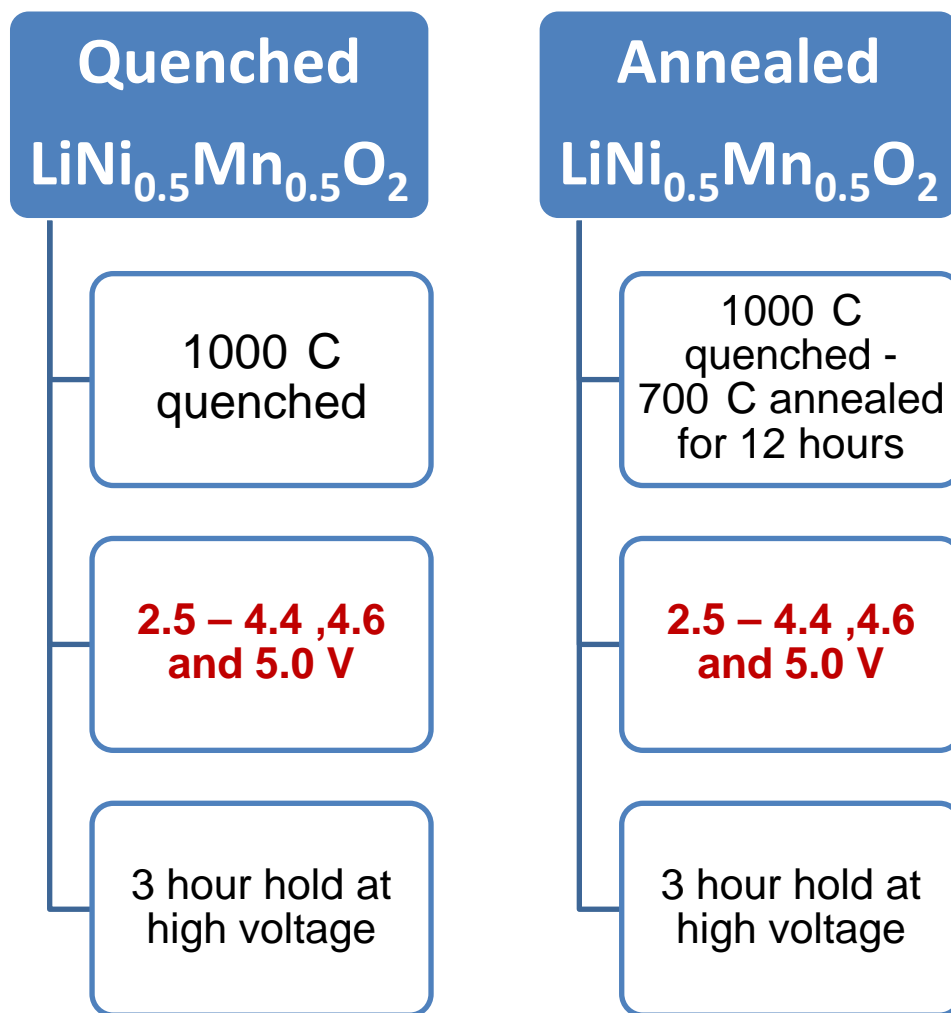 Quenched
LiNi0.5Mn0.5O2
1000 C
quenched
2.5 – 4.4 ,4.6
and 5.0 V
3 hour hold at
high voltage
Annealed
LiNi0.5Mn0.5O2
1000 C
quenched -
700 C annealed
for 12 hours
2.5 – 4.4 ,4.6
and 5.0 V
3 hour hold at
high voltage